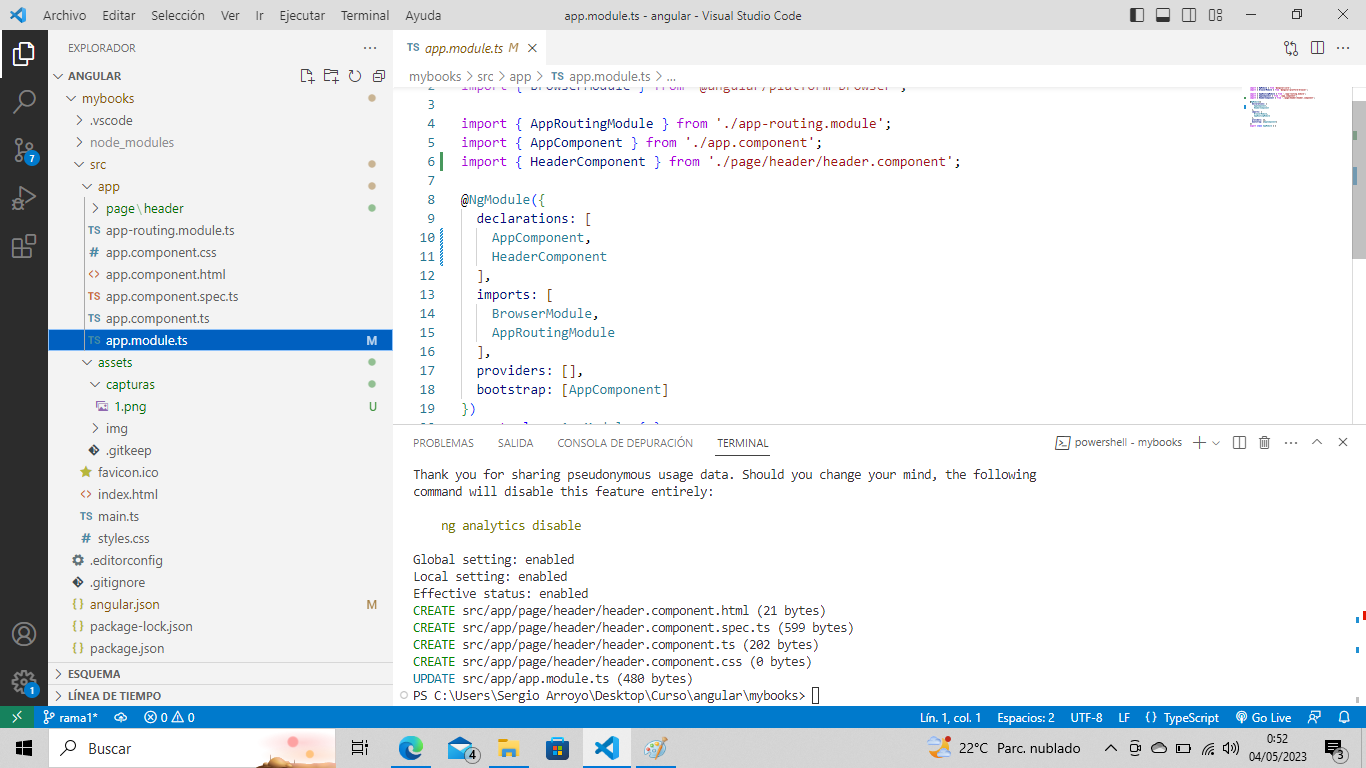 Archivo Editar Selección Ver Ir Ejecutar Terminal Ayuda
app.module.ts - angular - Visual Studio Code
EXPLORADOR
ANGULAR
mybooks
.vscode
node_modules
src
app
page\header
TS app-routing.module.ts
# app.component.css
<> app.component.html
TS app.component.spec.ts
TS app.component.ts
TS app.module.ts M
assets
capturas
1.png U
img
.gitkeep
favicon.ico
<> index.html
TS main.ts
# styles.css
.editorconfig
.gitignore
{} angular.json M
{} package-lock.json
{} package.json
ESQUEMA
LÍNEA DE TIEMPO
7
1
TS app.module.ts M
mybooks > src > app > TS app.module.ts > ...
2 import { BrowserModule } from '@angular/platform-browser';
3
4 import { AppRoutingModule } from './app-routing.module';
5 import { AppComponent } from './app.component';
6 import { HeaderComponent } from './page/header/header.component';
7
8 @NgModule({
9 declarations: [
10 AppComponent,
11 HeaderComponent
12 ],
13 imports: [
14 BrowserModule,
15 AppRoutingModule
16 ],
17 providers: [],
18 bootstrap: [AppComponent]
19 })
PROBLEMAS SALIDA CONSOLA DE DEPURACIÓN TERMINAL
powershell - mybooks
Thank you for sharing pseudonymous usage data. Should you change your mind, the following
command will disable this feature entirely:
ng analytics disable
Global setting: enabled
Local setting: enabled
Effective status: enabled
CREATE src/app/page/header/header.component.html (21 bytes)
CREATE src/app/page/header/header.component.spec.ts (599 bytes)
CREATE src/app/page/header/header.component.ts (202 bytes)
CREATE src/app/page/header/header.component.css (0 bytes)
UPDATE src/app/app.module.ts (480 bytes)
PS C:\Users\Sergio Arroyo\Desktop\Curso\angular\mybooks>
rama1* 0 0 Lín. 1, col. 1 Espacios: 2 UTF-8 LF {} TypeScript Go Live
Buscar
4
22°C Parc. nublado
0:52
04/05/2023
3